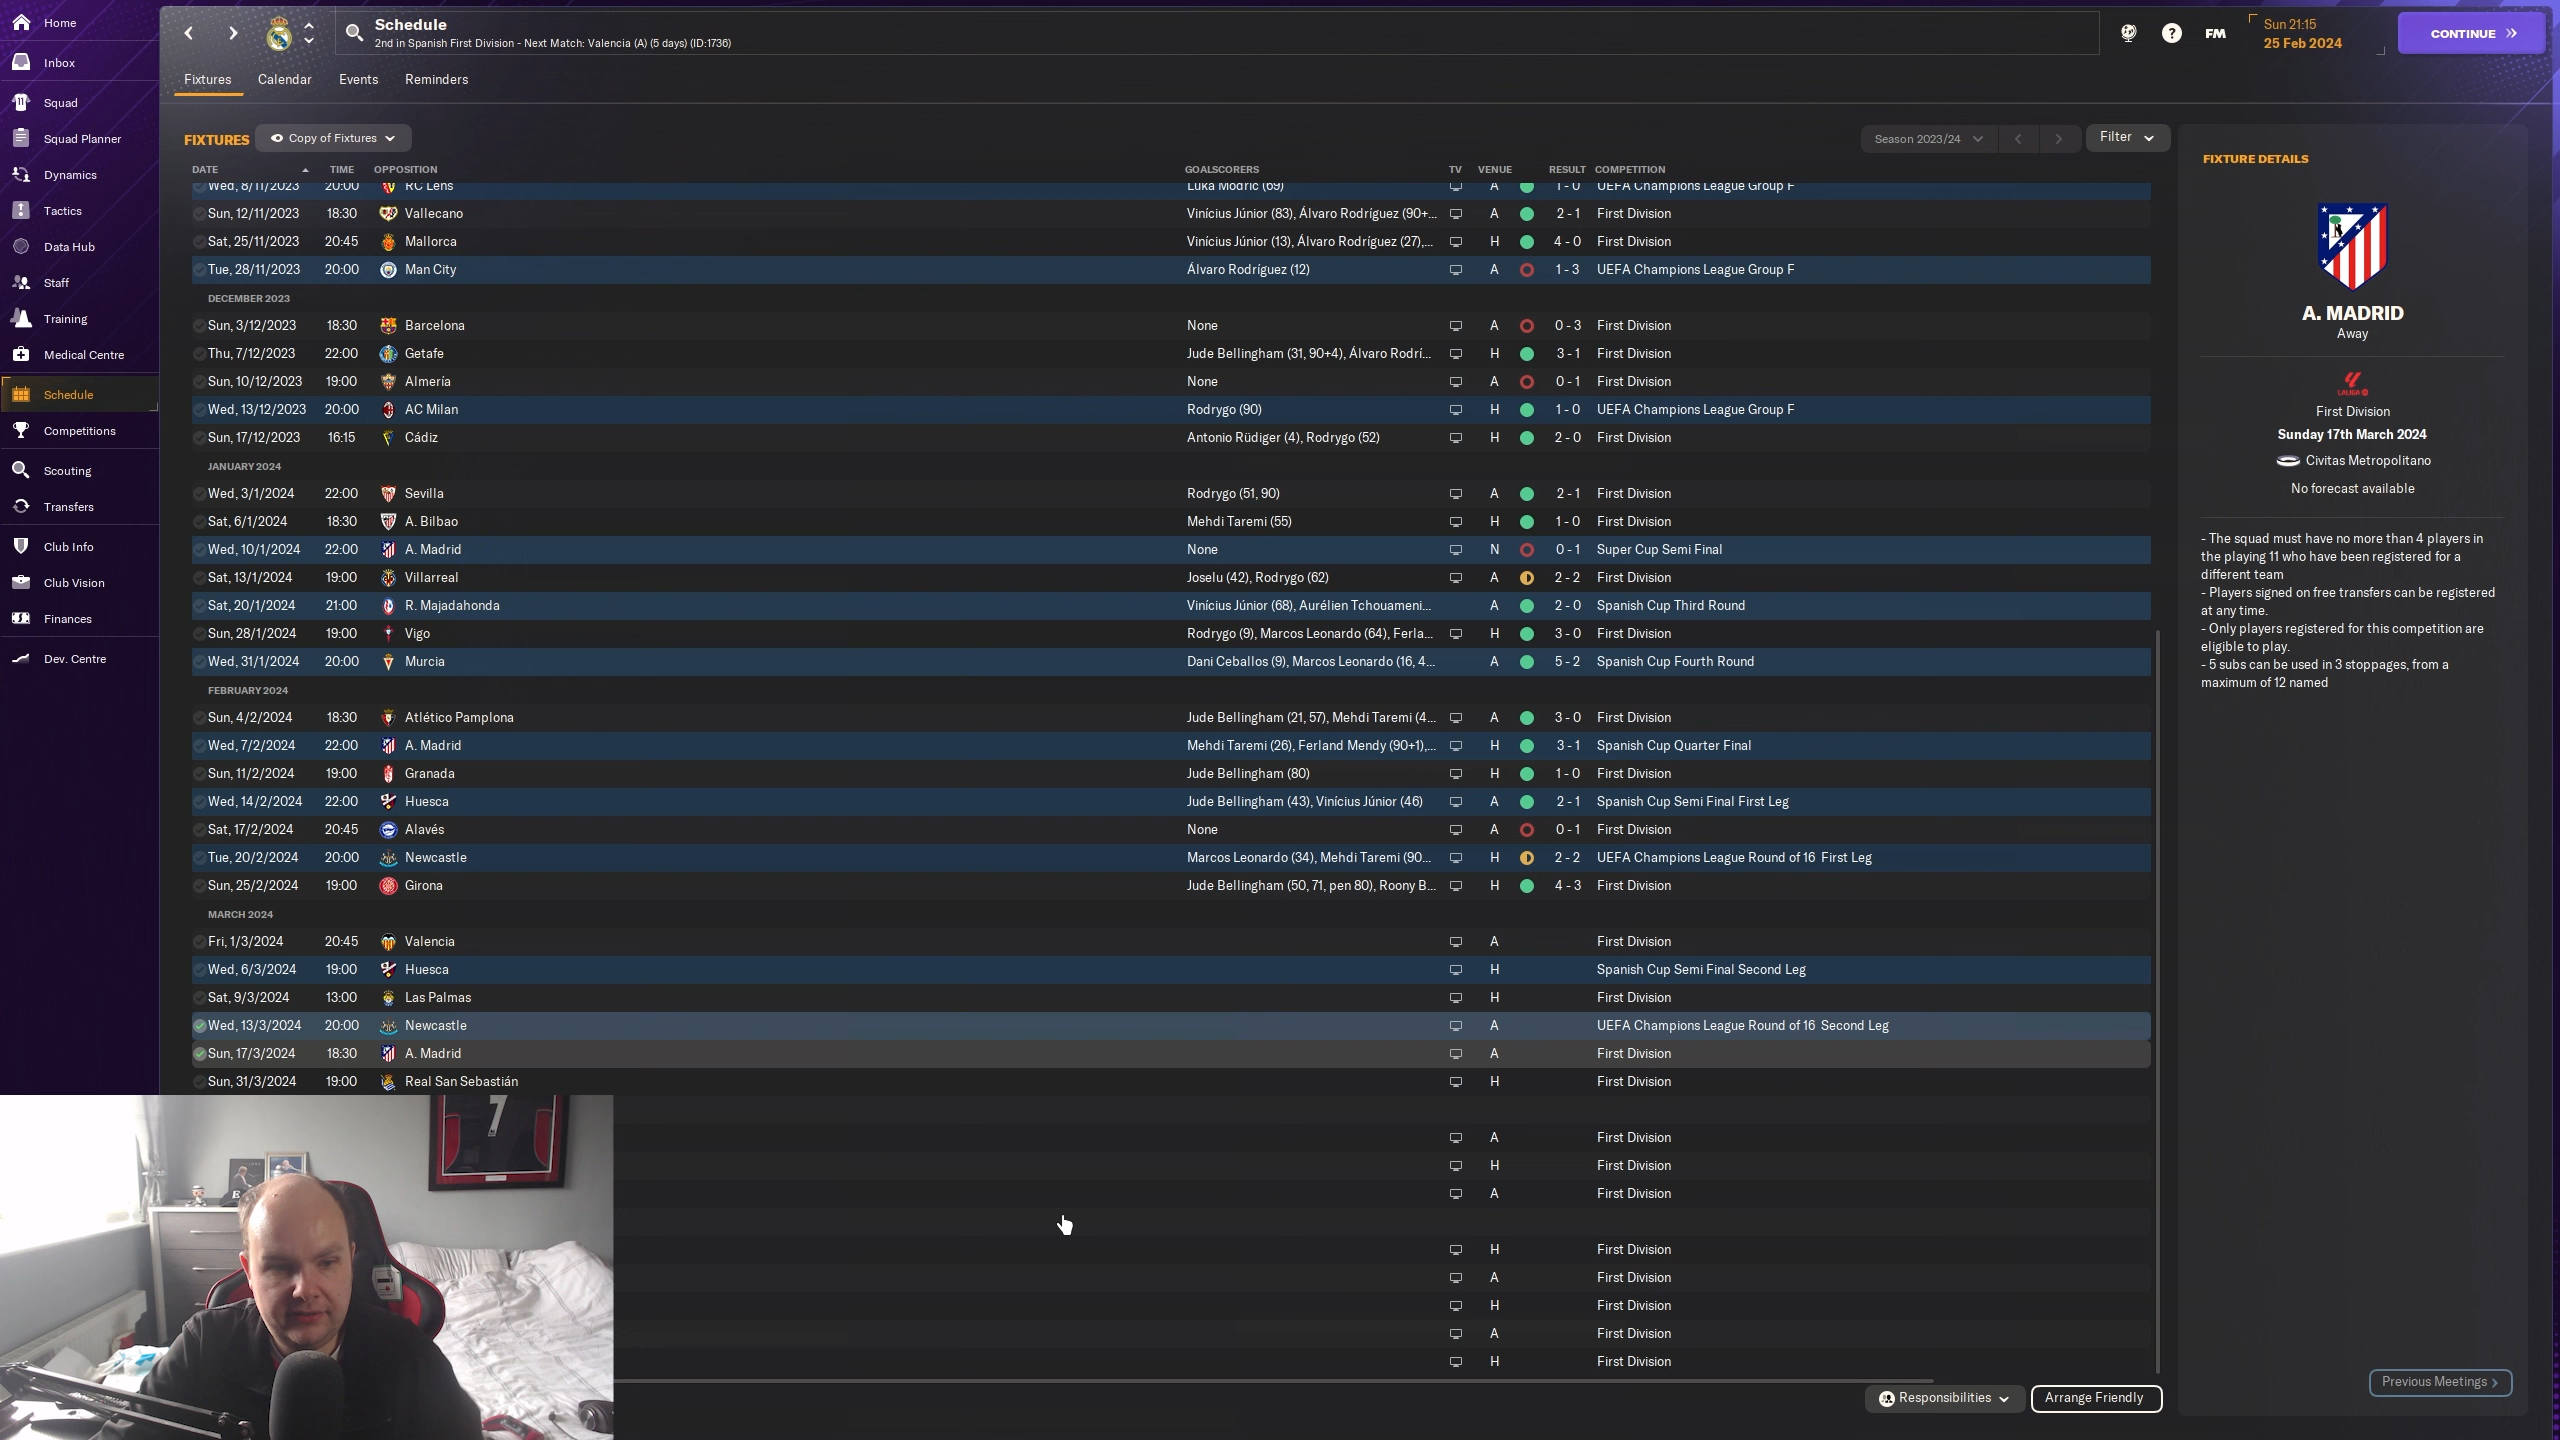 Home
Inbox
Squad
Squad Planner
Dynamics
Tactics
Data Hub
Staff
Training
Medical Centre
Schedule
Competitions
Scouting
Transfers
Club Info
Club Vision
Finances
Dev. Centre
Schedule
2nd in Spanish First Division - Next Match: Valencia (A) (5 days) (ID:1736)
FM
Sun 21:15
25 Feb 2024
CONTINUE
Fixtures Calendar Events Reminders
FIXTURES Copy of Fixtures Season 2023/24 Filter
DATE TIME OPPOSITION GOALSCORERS TV VENUE RESULT COMPETITION
Wed, 8/11/2023 20:00 RC Lens Luka Modric (69) A 1 - 0 UEFA Champions League Group F
Sun, 12/11/2023 18:30 Vallecano Vinícius Júnior (83), Álvaro Rodríguez (90+... A 2 - 1 First Division
Sat, 25/11/2023 20:45 Mallorca Vinícius Júnior (13), Álvaro Rodríguez (27),... H 4 - 0 First Division
Tue, 28/11/2023 20:00 Man City Álvaro Rodríguez (12) A 1 - 3 UEFA Champions League Group F
DECEMBER 2023
Sun, 3/12/2023 18:30 Barcelona None A 0 - 3 First Division
Thu, 7/12/2023 22:00 Getafe Jude Bellingham (31, 90+4), Álvaro Rodrí... H 3 - 1 First Division
Sun, 10/12/2023 19:00 Almería None A 0 - 1 First Division
Wed, 13/12/2023 20:00 AC Milan Rodrygo (90) H 1 - 0 UEFA Champions League Group F
Sun, 17/12/2023 16:15 Cádiz Antonio Rüdiger (4), Rodrygo (52) H 2 - 0 First Division
JANUARY 2024
Wed, 3/1/2024 22:00 Sevilla Rodrygo (51, 90) A 2 - 1 First Division
Sat, 6/1/2024 18:30 A. Bilbao Mehdi Taremi (55) H 1 - 0 First Division
Wed, 10/1/2024 22:00 A. Madrid None N 0 - 1 Super Cup Semi Final
Sat, 13/1/2024 19:00 Villarreal Joselu (42), Rodrygo (62) A 2 - 2 First Division
Sat, 20/1/2024 21:00 R. Majadahonda Vinícius Júnior (68), Aurélien Tchouameni... A 2 - 0 Spanish Cup Third Round
Sun, 28/1/2024 19:00 Vigo Rodrygo (9), Marcos Leonardo (64), Ferla... H 3 - 0 First Division
Wed, 31/1/2024 20:00 Murcia Dani Ceballos (9), Marcos Leonardo (16, 4... A 5 - 2 Spanish Cup Fourth Round
FEBRUARY 2024
Sun, 4/2/2024 18:30 Atlético Pamplona Jude Bellingham (21, 57), Mehdi Taremi (4... A 3 - 0 First Division
Wed, 7/2/2024 22:00 A. Madrid Mehdi Taremi (26), Ferland Mendy (90+1),... H 3 - 1 Spanish Cup Quarter Final
Sun, 11/2/2024 19:00 Granada Jude Bellingham (80) H 1 - 0 First Division
Wed, 14/2/2024 22:00 Huesca Jude Bellingham (43), Vinícius Júnior (46) A 2 - 1 Spanish Cup Semi Final First Leg
Sat, 17/2/2024 20:45 Alavés None A 0 - 1 First Division
Tue, 20/2/2024 20:00 Newcastle Marcos Leonardo (34), Mehdi Taremi (90... H 2 - 2 UEFA Champions League Round of 16 First Leg
Sun, 25/2/2024 19:00 Girona Jude Bellingham (50, 71, pen 80), Roony B... H 4 - 3 First Division
MARCH 2024
Fri, 1/3/2024 20:45 Valencia A First Division
Wed, 6/3/2024 19:00 Huesca H Spanish Cup Semi Final Second Leg
Sat, 9/3/2024 13:00 Las Palmas H First Division
Wed, 13/3/2024 20:00 Newcastle A UEFA Champions League Round of 16 Second Leg
Sun, 17/3/2024 18:30 A. Madrid A First Division
Sun, 31/3/2024 19:00 Real San Sebastián H First Division
A First Division
H First Division
A First Division
H First Division
A First Division
H First Division
A First Division
H First Division
7
Responsibilities Arrange Friendly
FIXTURE DETAILS
A. MADRID
Away
LALIGA
First Division
Sunday 17th March 2024
Civitas Metropolitano
No forecast available
- The squad must have no more than 4 players in
the playing 11 who have been registered for a
different team
- Players signed on free transfers can be registered
at any time.
- Only players registered for this competition are
eligible to play.
- 5 subs can be used in 3 stoppages, from a
maximum of 12 named
Previous Meetings